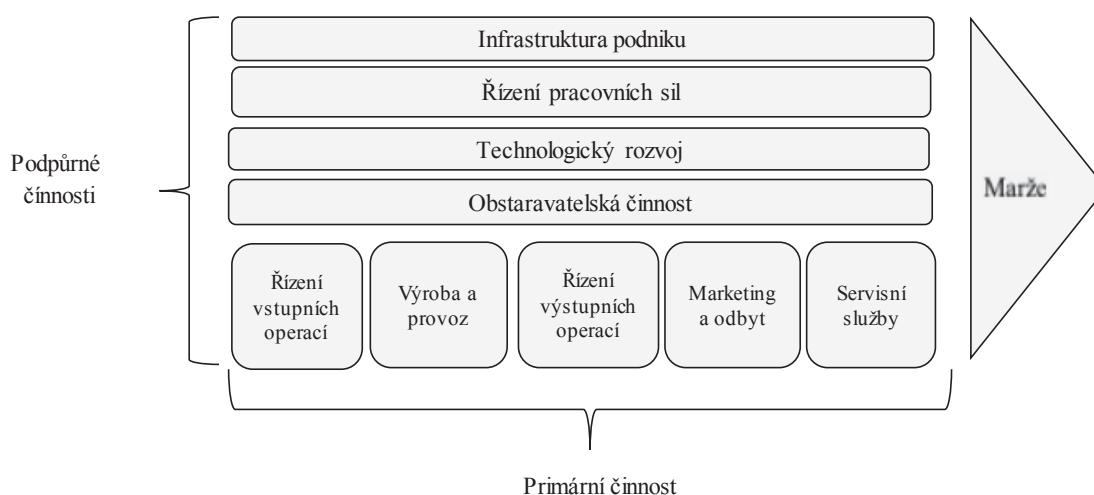 Infrastruktura podniku
Řízení pracovních sil
Technologický rozvoj
Obstaravatelská činnost
Podpůrné
čínnosti
Marže
Řízení
vstupních
operací
Výroba a
provoz
Řízení
výstupních
operací
Marketing
a odbyt
Servisní
služby
Primární činnost